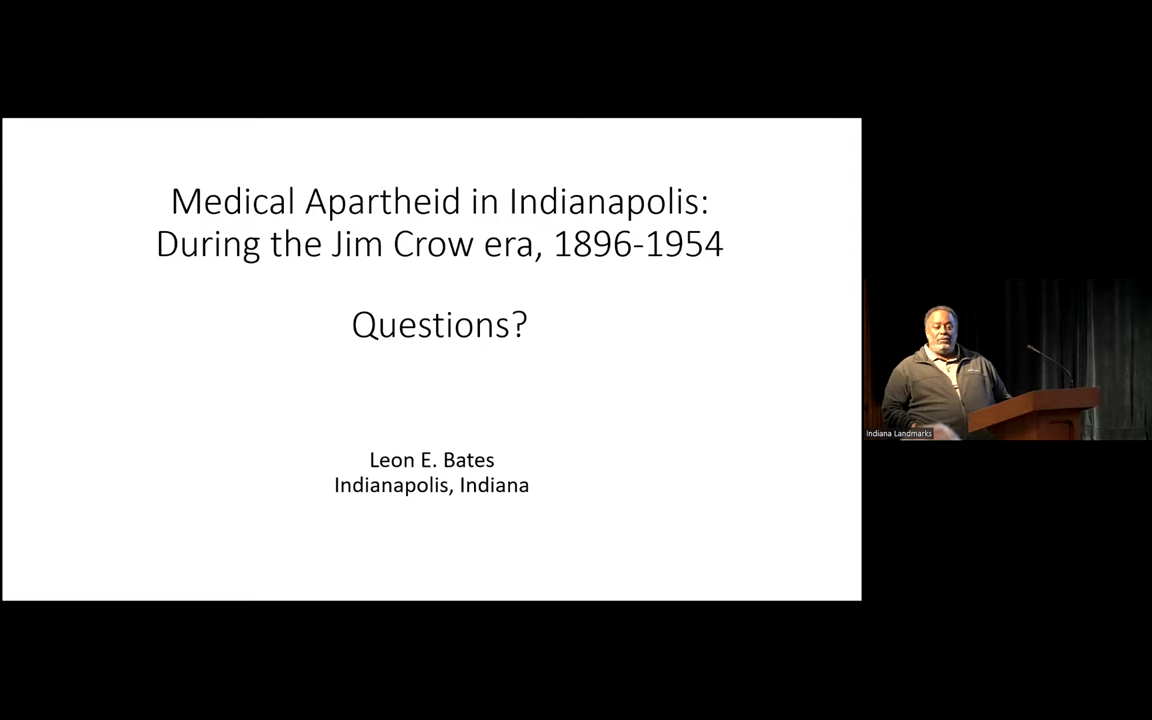 Medical Apartheid in Indianapolis:
During the Jim Crow era, 1896-1954
Questions?
Leon E. Bates
Indianapolis, Indiana
Indiana Landmarks